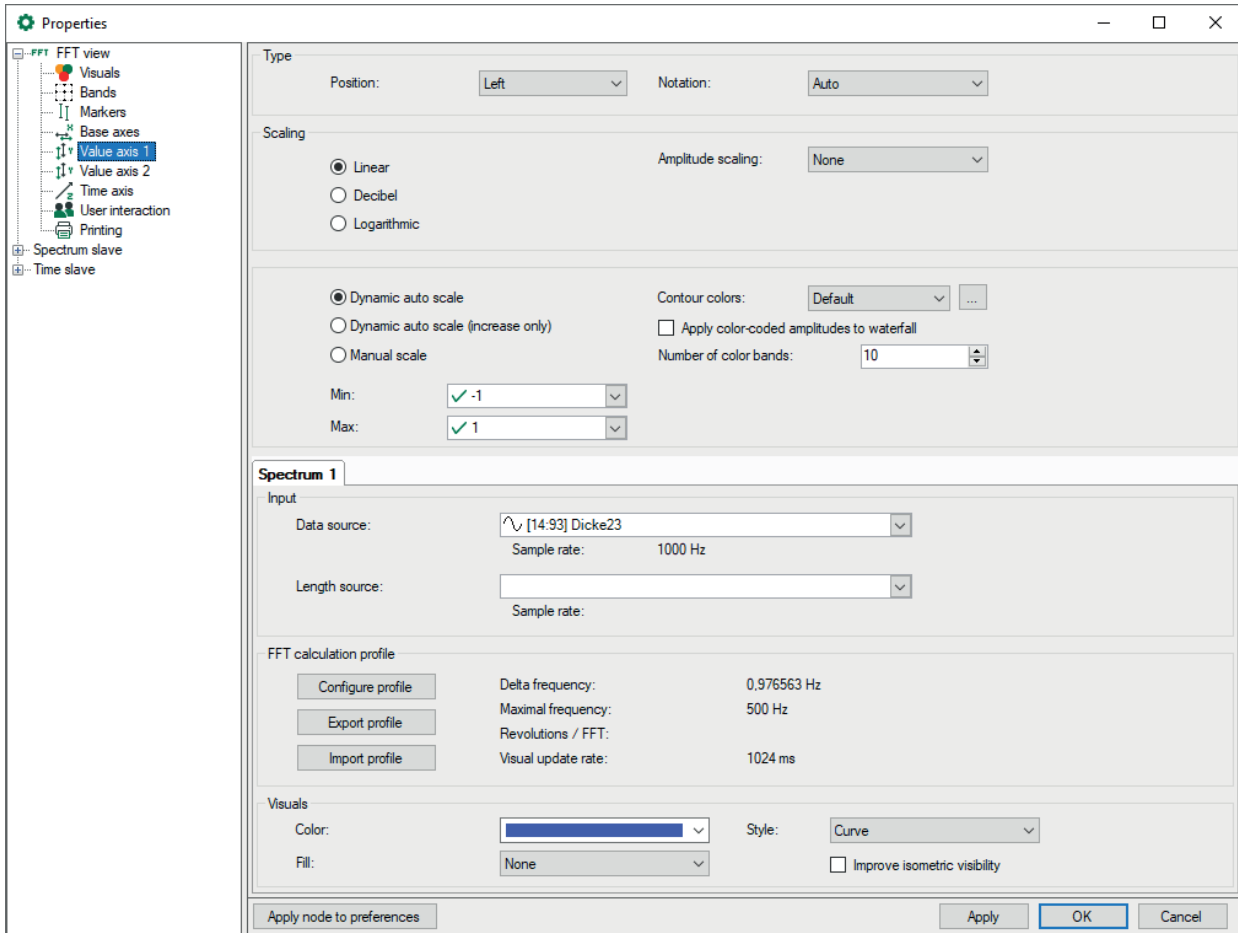 Properties
FFT FFT view
Visuals
Bands
Markers
X Base axes
Y Value axis 1
Y Value axis 2
Z Time axis
User interaction
Printing
Spectrum slave
Time slave
Type
Position: Left Notation: Auto
Scaling
Linear Amplitude scaling: None
Decibel
Logarithmic
Dynamic auto scale Contour colors: Default ...
Dynamic auto scale (increase only) Apply color-coded amplitudes to waterfall
Manual scale Number of color bands: 10
Min: -1
Max: 1
Spectrum 1
Input
Data source: [14:93] Dicke23
Sample rate: 1000 Hz
Length source:
Sample rate:
FFT calculation profile
Configure profile Delta frequency: 0,976563 Hz
Maximal frequency: 500 Hz
Export profile
Revolutions / FFT:
Import profile Visual update rate: 1024 ms
Visuals
Color: Style: Curve
Fill: None Improve isometric visibility
Apply node to preferences Apply OK Cancel